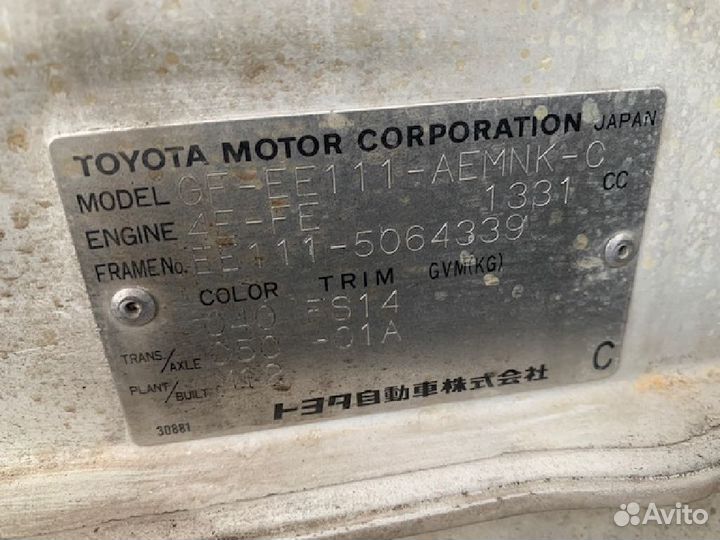 TOYOTA MOTOR CORPORATION JAPAN
MODEL GF-EE111-AEMNK-C
ENGINE 4E-FE 1331 CC
FRAME No. EE111-5064339
COLOR TRIM GVM(KG)
FS14
TRANS./AXLE C150 -01A
PLANT/BUILT
トヨタ自動車株式会社 C
30881
Avito